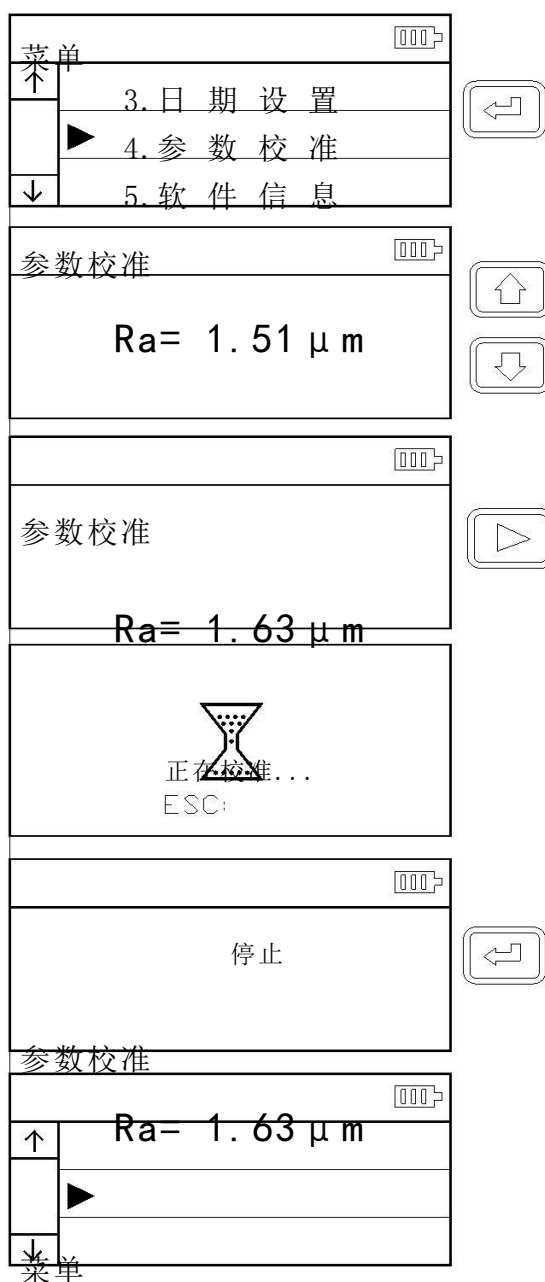 菜单
3.日 期 设 置
4.参 数 校 准
5.软 件 信 息
参数校准
Ra= 1.51 μm
参数校准
Ra= 1.63 μm
正在校准...
ESC:
停止
参数校准
Ra= 1.63 μm
菜单